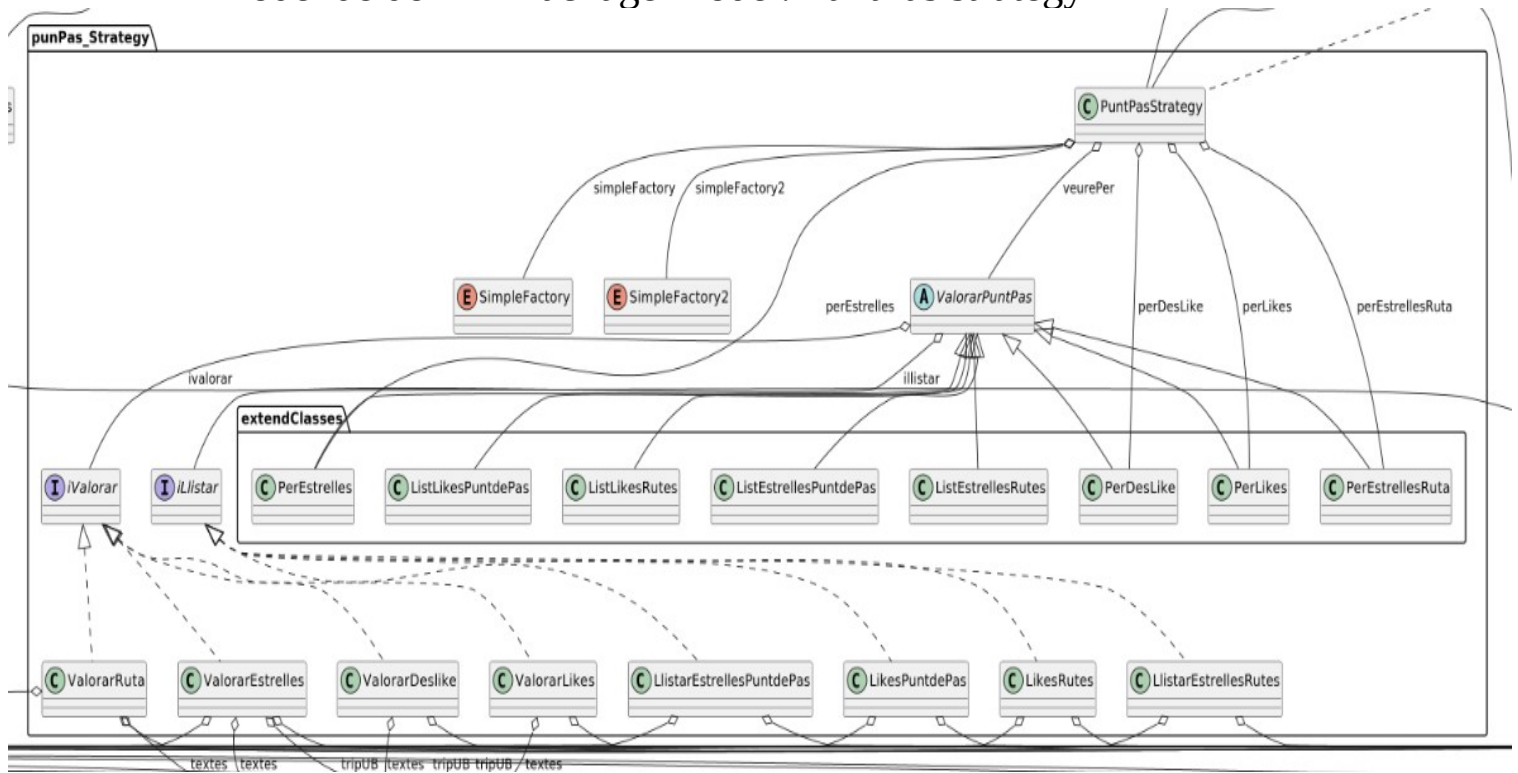 punPas_Strategy
C PuntPasStrategy
simpleFactory
simpleFactory2
veurePer
E SimpleFactory
E SimpleFactory2
A ValorarPuntPas
perEstrelles
perDesLike
perLikes
perEstrellesRuta
ivalorar
illistar
extendClasses
I iValorar
I iLlistar
C PerEstrelles
C ListLikesPuntdePas
C ListLikesRutes
C ListEstrellesPuntdePas
C ListEstrellesRutes
C PerDesLike
C PerLikes
C PerEstrellesRuta
C ValorarRuta
C ValorarEstrelles
C ValorarDeslike
C ValorarLikes
C LlistarEstrellesPuntdePas
C LikesPuntdePas
C LikesRutes
C LlistarEstrellesRutes
textes textes tripUB textes tripUB tripUB textes